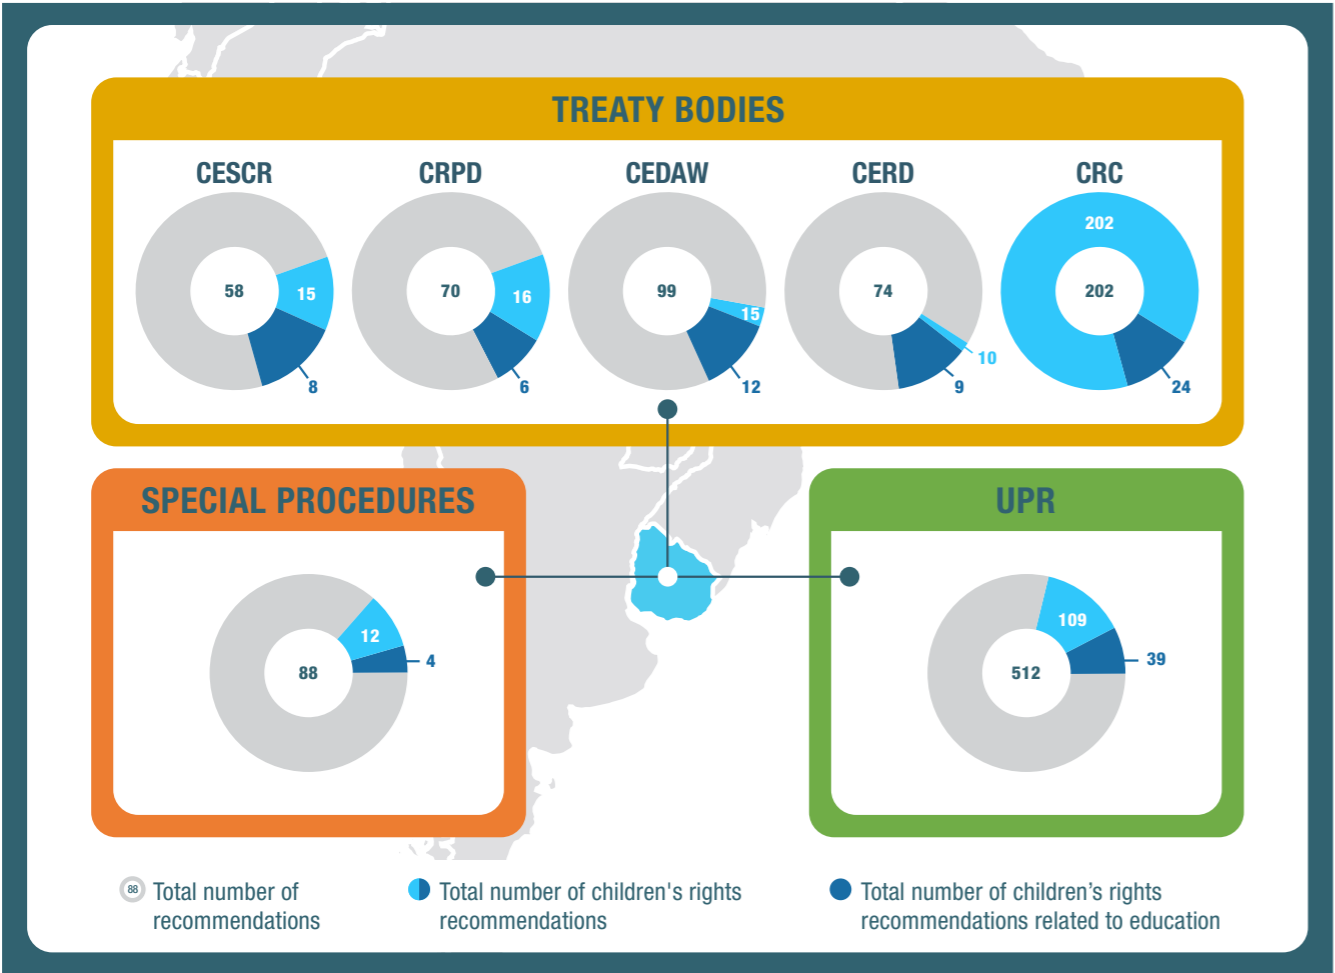 TREATY BODIES
CESCR
CRPD
CEDAW
CERD
CRC
58
15
8
70
16
6
99
15
12
74
10
9
202
202
24
SPECIAL PROCEDURES
88
12
4
UPR
512
109
39
88
Total number of
recommendations
Total number of children's rights
recommendations
Total number of children’s rights
recommendations related to education